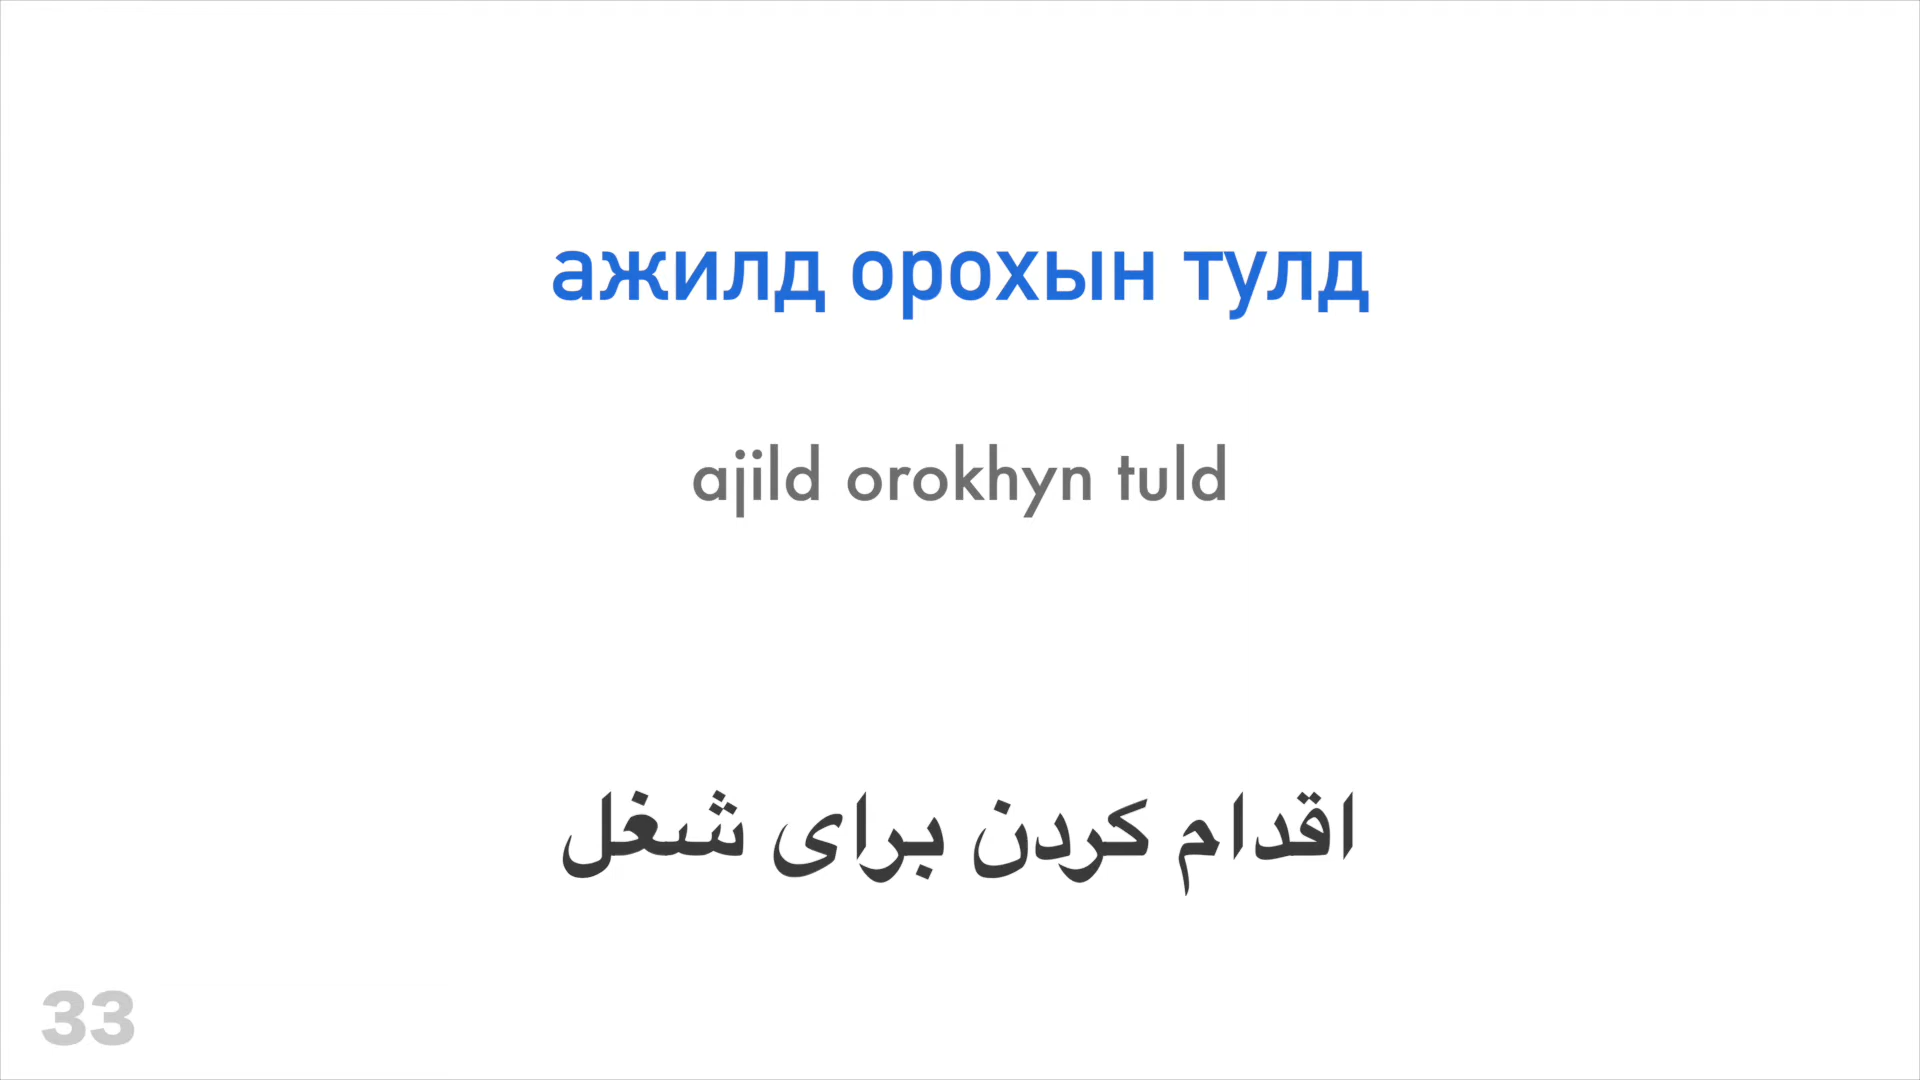 ажилд орохын тулд
ajild orokhyn tuld
اقدام کردن برای شغل
33